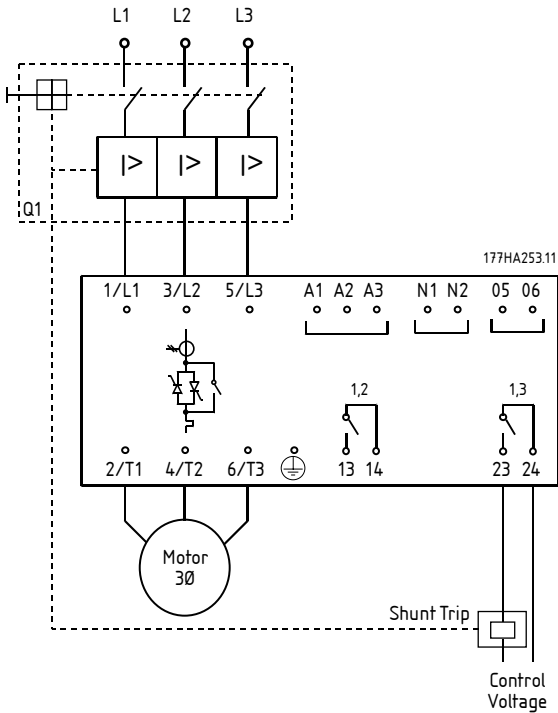 L1 L2 L3
|> |> |>
Q1
177HA253.11
1/L1 3/L2 5/L3 A1 A2 A3 N1 N2 05 06
1,2 1,3
2/T1 4/T2 6/T3 13 14 23 24
Motor
3Ø
Shunt Trip
Control
Voltage